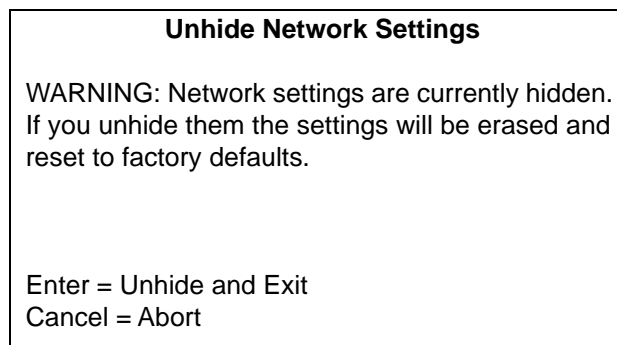 Unhide Network Settings
WARNING: Network settings are currently hidden.
If you unhide them the settings will be erased and
reset to factory defaults.
Enter = Unhide and Exit
Cancel = Abort